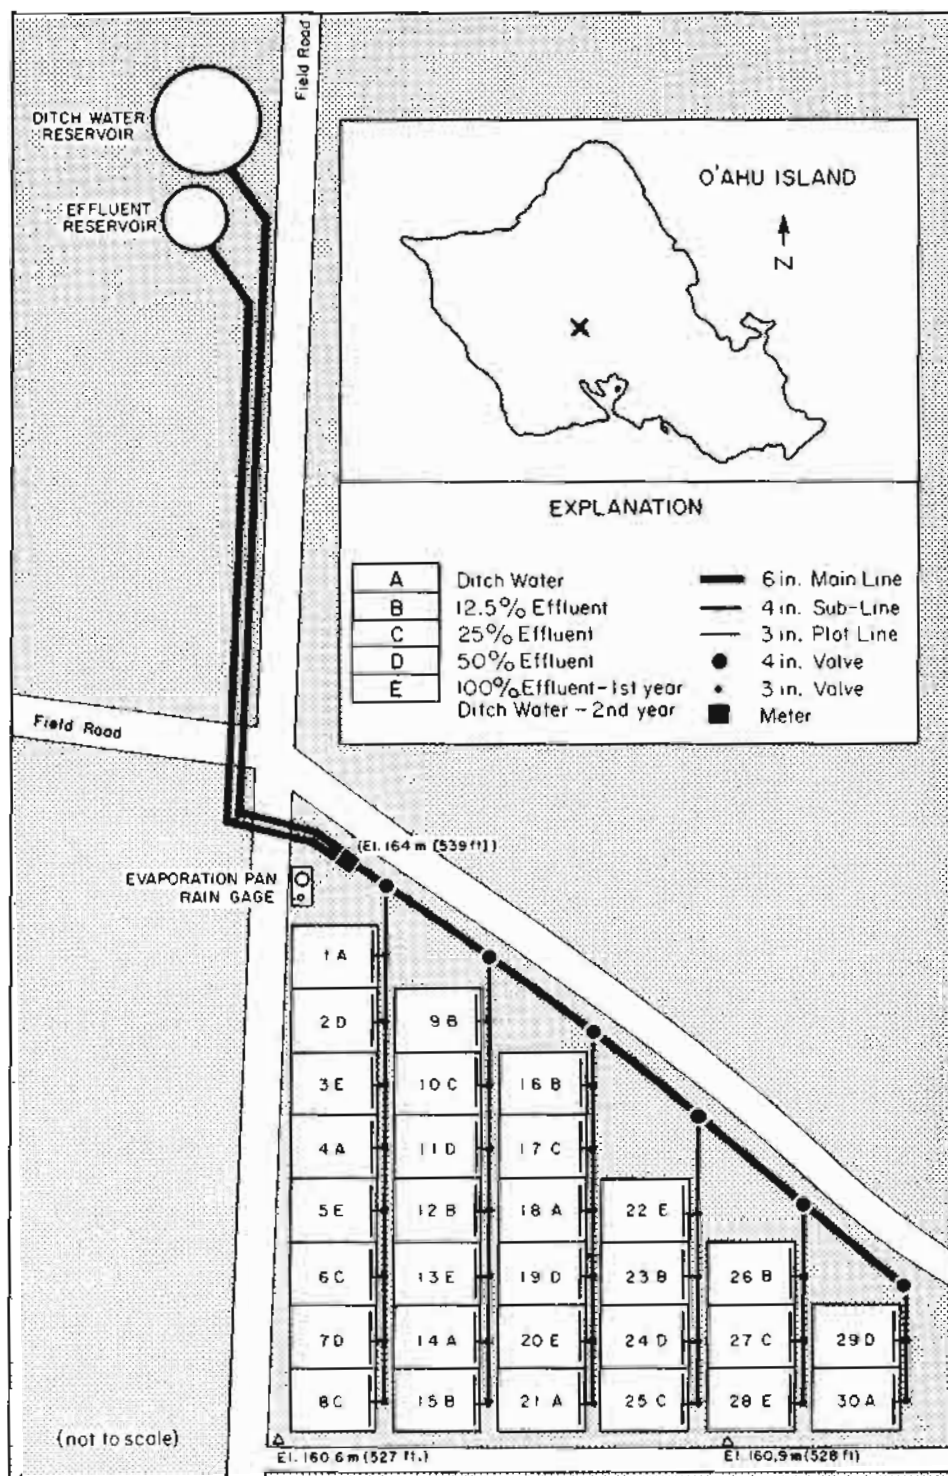 Field Road
DITCH WATER
RESERVOIR
EFFLUENT
RESERVOIR
O'AHU ISLAND
N
X
EXPLANATION
A Ditch Water
B 12.5% Effluent
C 25% Effluent
D 50% Effluent
E 100% Effluent-1st year
Ditch Water - 2nd year
6 in. Main Line
4 in. Sub-Line
3 in. Plot Line
4 in. Valve
3 in. Valve
Meter
Field Road
(El. 164 m (539 ft))
EVAPORATION PAN
RAIN GAGE
1 A
2 D
3 E
4 A
5 E
6 C
7 D
8 C
9 B
10 C
11 D
12 B
13 E
14 A
15 B
16 B
17 C
18 A
19 D
20 E
21 A
22 E
23 B
24 D
25 C
26 B
27 C
28 E
29 D
30 A
(not to scale)
El. 160.6 m (527 ft.)
El. 160.9 m (528 ft)